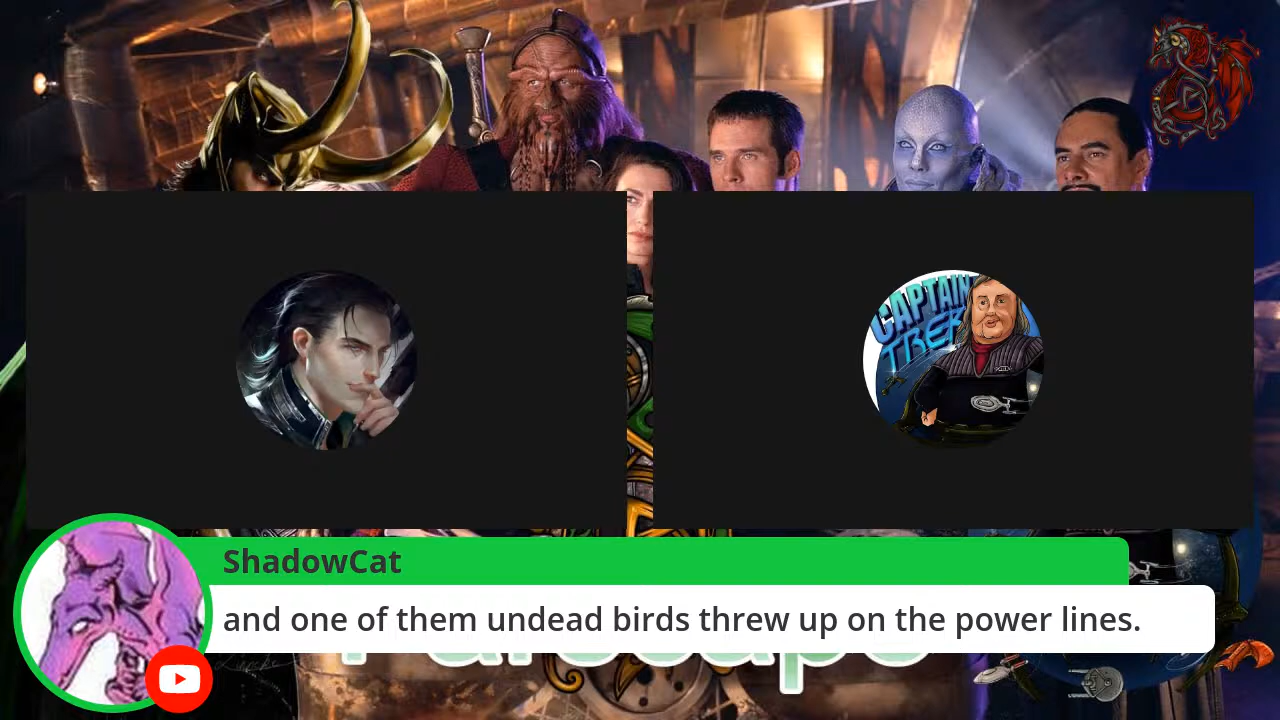 CAPTAIN
TREK
ShadowCat
and one of them undead birds threw up on the power lines.